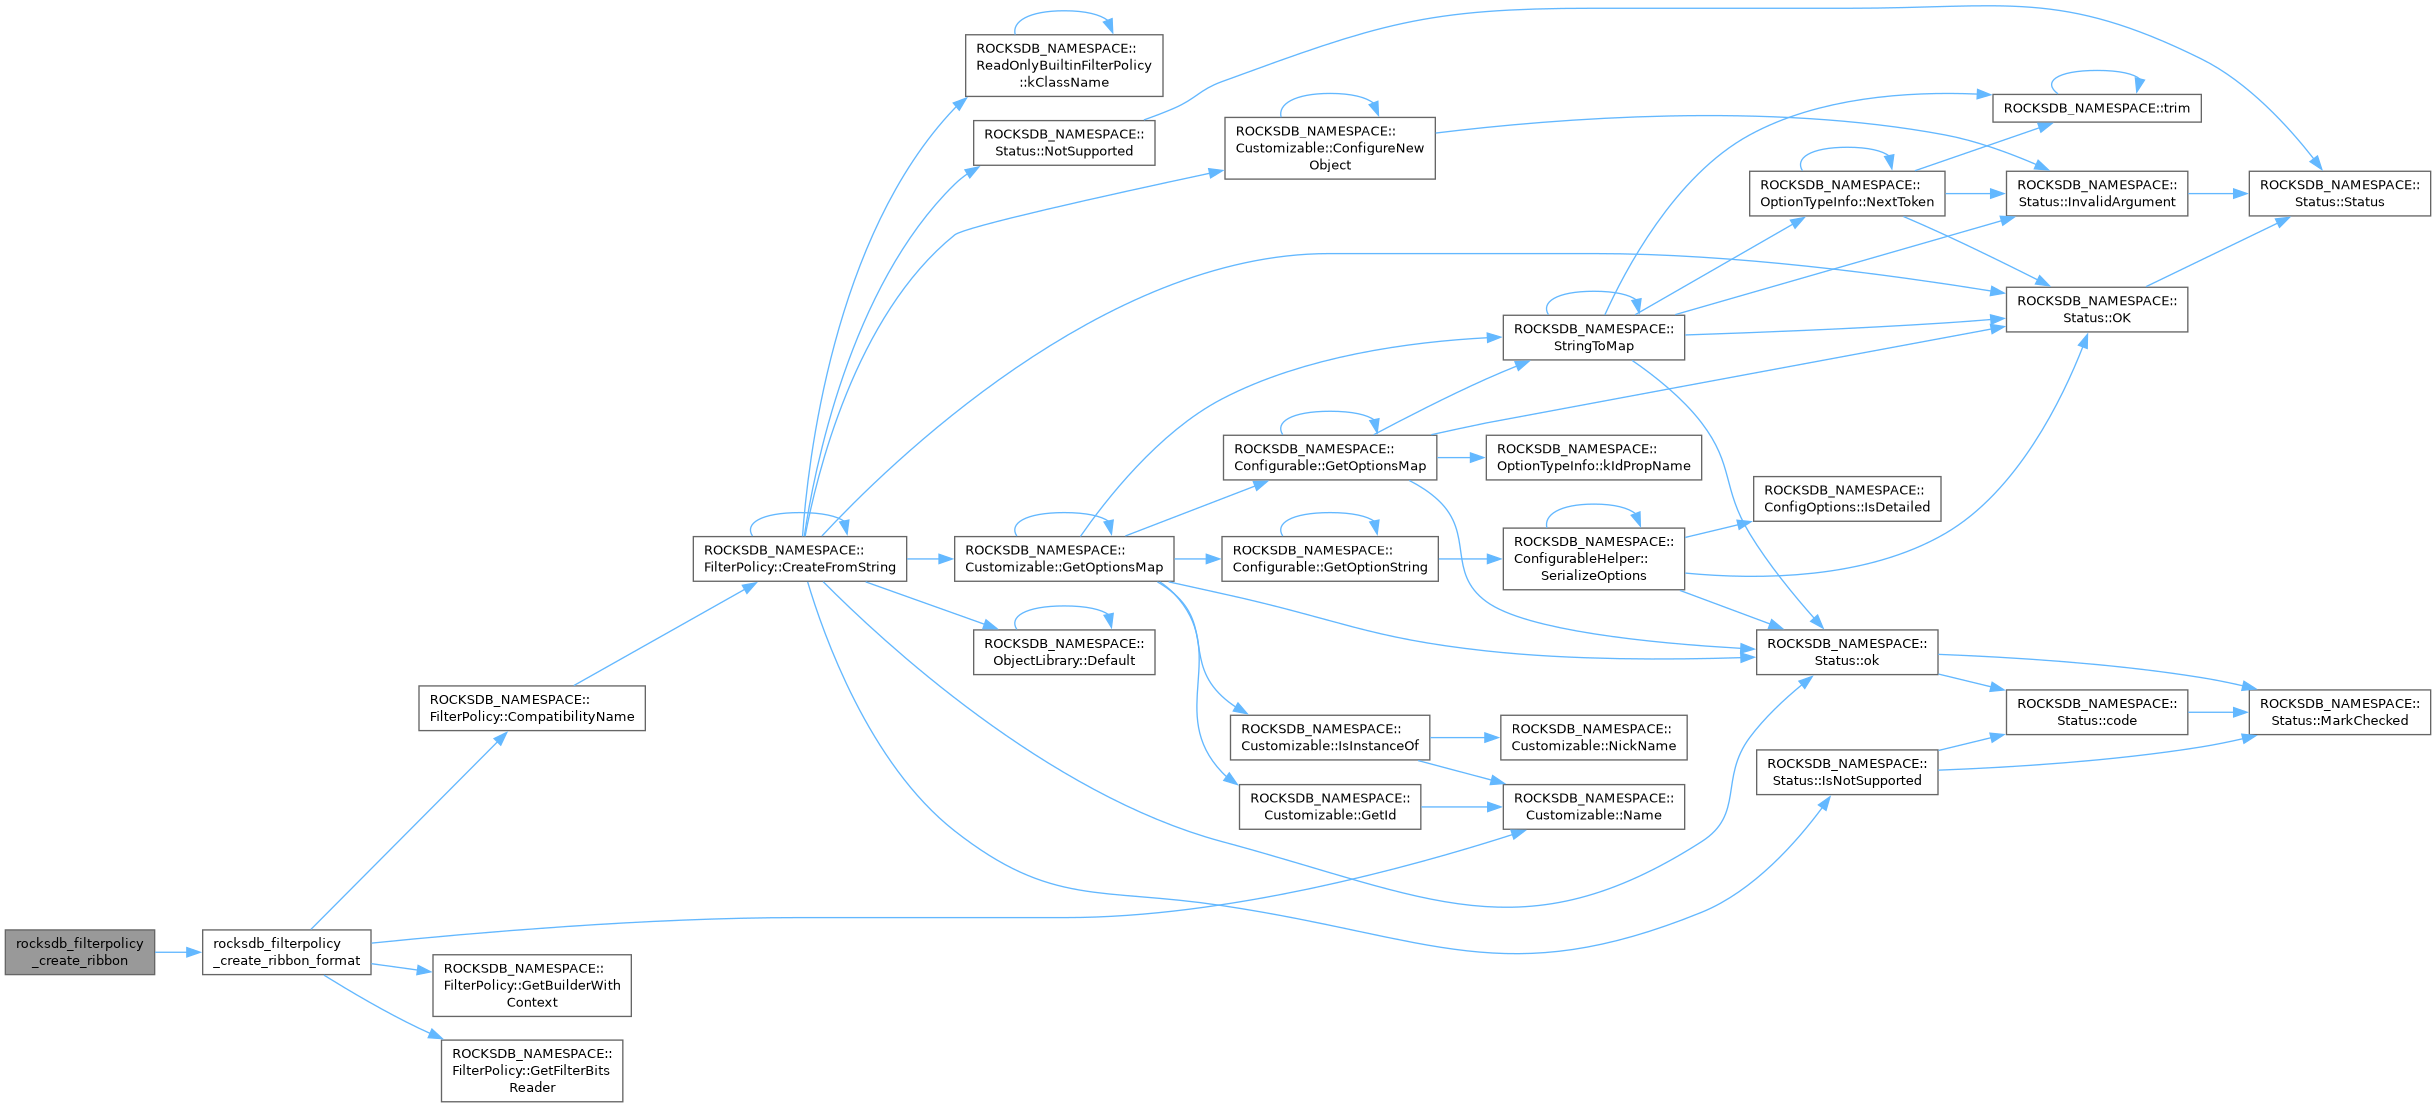 ROCKSDB_NAMESPACE::
ReadOnlyBuiltinFilterPolicy
::kClassName
ROCKSDB_NAMESPACE::trim
ROCKSDB_NAMESPACE::
Status::NotSupported
ROCKSDB_NAMESPACE::
Customizable::ConfigureNew
Object
ROCKSDB_NAMESPACE::
OptionTypeInfo::NextToken
ROCKSDB_NAMESPACE::
Status::InvalidArgument
ROCKSDB_NAMESPACE::
Status::Status
ROCKSDB_NAMESPACE::
Status::OK
ROCKSDB_NAMESPACE::
StringToMap
ROCKSDB_NAMESPACE::
Configurable::GetOptionsMap
ROCKSDB_NAMESPACE::
OptionTypeInfo::kIdPropName
ROCKSDB_NAMESPACE::
ConfigOptions::IsDetailed
ROCKSDB_NAMESPACE::
FilterPolicy::CreateFromString
ROCKSDB_NAMESPACE::
Customizable::GetOptionsMap
ROCKSDB_NAMESPACE::
Configurable::GetOptionString
ROCKSDB_NAMESPACE::
ConfigurableHelper::
SerializeOptions
ROCKSDB_NAMESPACE::
ObjectLibrary::Default
ROCKSDB_NAMESPACE::
Status::ok
ROCKSDB_NAMESPACE::
FilterPolicy::CompatibilityName
ROCKSDB_NAMESPACE::
Status::code
ROCKSDB_NAMESPACE::
Status::MarkChecked
ROCKSDB_NAMESPACE::
Customizable::IsInstanceOf
ROCKSDB_NAMESPACE::
Customizable::NickName
ROCKSDB_NAMESPACE::
Status::IsNotSupported
ROCKSDB_NAMESPACE::
Customizable::GetId
ROCKSDB_NAMESPACE::
Customizable::Name
rocksdb_filterpolicy
_create_ribbon
rocksdb_filterpolicy
_create_ribbon_format
ROCKSDB_NAMESPACE::
FilterPolicy::GetBuilderWith
Context
ROCKSDB_NAMESPACE::
FilterPolicy::GetFilterBits
Reader